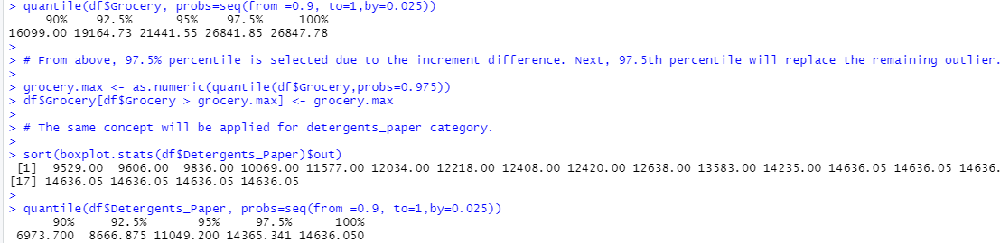 > quantile(df$Grocery, probs=seq(from =0.9, to=1,by=0.025))
90% 92.5% 95% 97.5% 100%
16099.00 19164.73 21441.55 26841.85 26847.78
>
> # From above, 97.5% percentile is selected due to the increment difference. Next, 97.5th percentile will replace the remaining outlier.
>
> grocery.max <- as.numeric(quantile(df$Grocery,probs=0.975))
> df$Grocery[df$Grocery > grocery.max] <- grocery.max
>
> # The same concept will be applied for detergents_paper category.
>
> sort(boxplot.stats(df$Detergents_Paper)$out)
[1] 9529.00 9606.00 9836.00 10069.00 11577.00 12034.00 12218.00 12408.00 12420.00 12638.00 13583.00 14235.00 14636.05 14636.05 14636.
[17] 14636.05 14636.05 14636.05 14636.05
>
> quantile(df$Detergents_Paper, probs=seq(from =0.9, to=1,by=0.025))
90% 92.5% 95% 97.5% 100%
6973.700 8666.875 11049.200 14365.341 14636.050